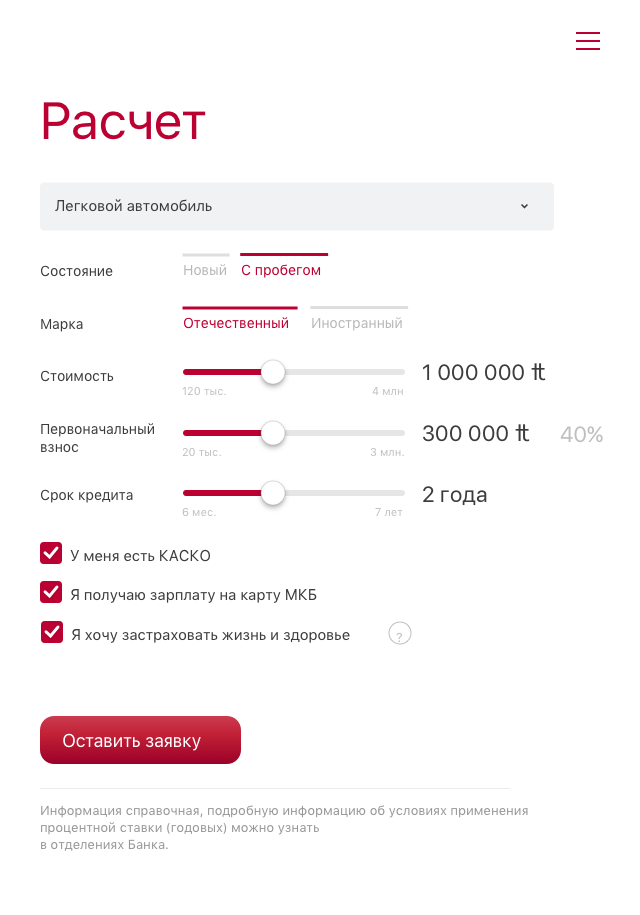 Расчет
Легковой автомобиль
Состояние Новый С пробегом
Марка Отечественный Иностранный
Стоимость 1 000 000 ₶
120 тыс. 4 млн
Первоначальный взнос 300 000 ₶ 40%
20 тыс. 3 млн.
Срок кредита 2 года
6 мес. 7 лет
У меня есть КАСКО
Я получаю зарплату на карту МКБ
Я хочу застраховать жизнь и здоровье ?
Оставить заявку
Информация справочная, подробную информацию об условиях применения
процентной ставки (годовых) можно узнать
в отделениях Банка.